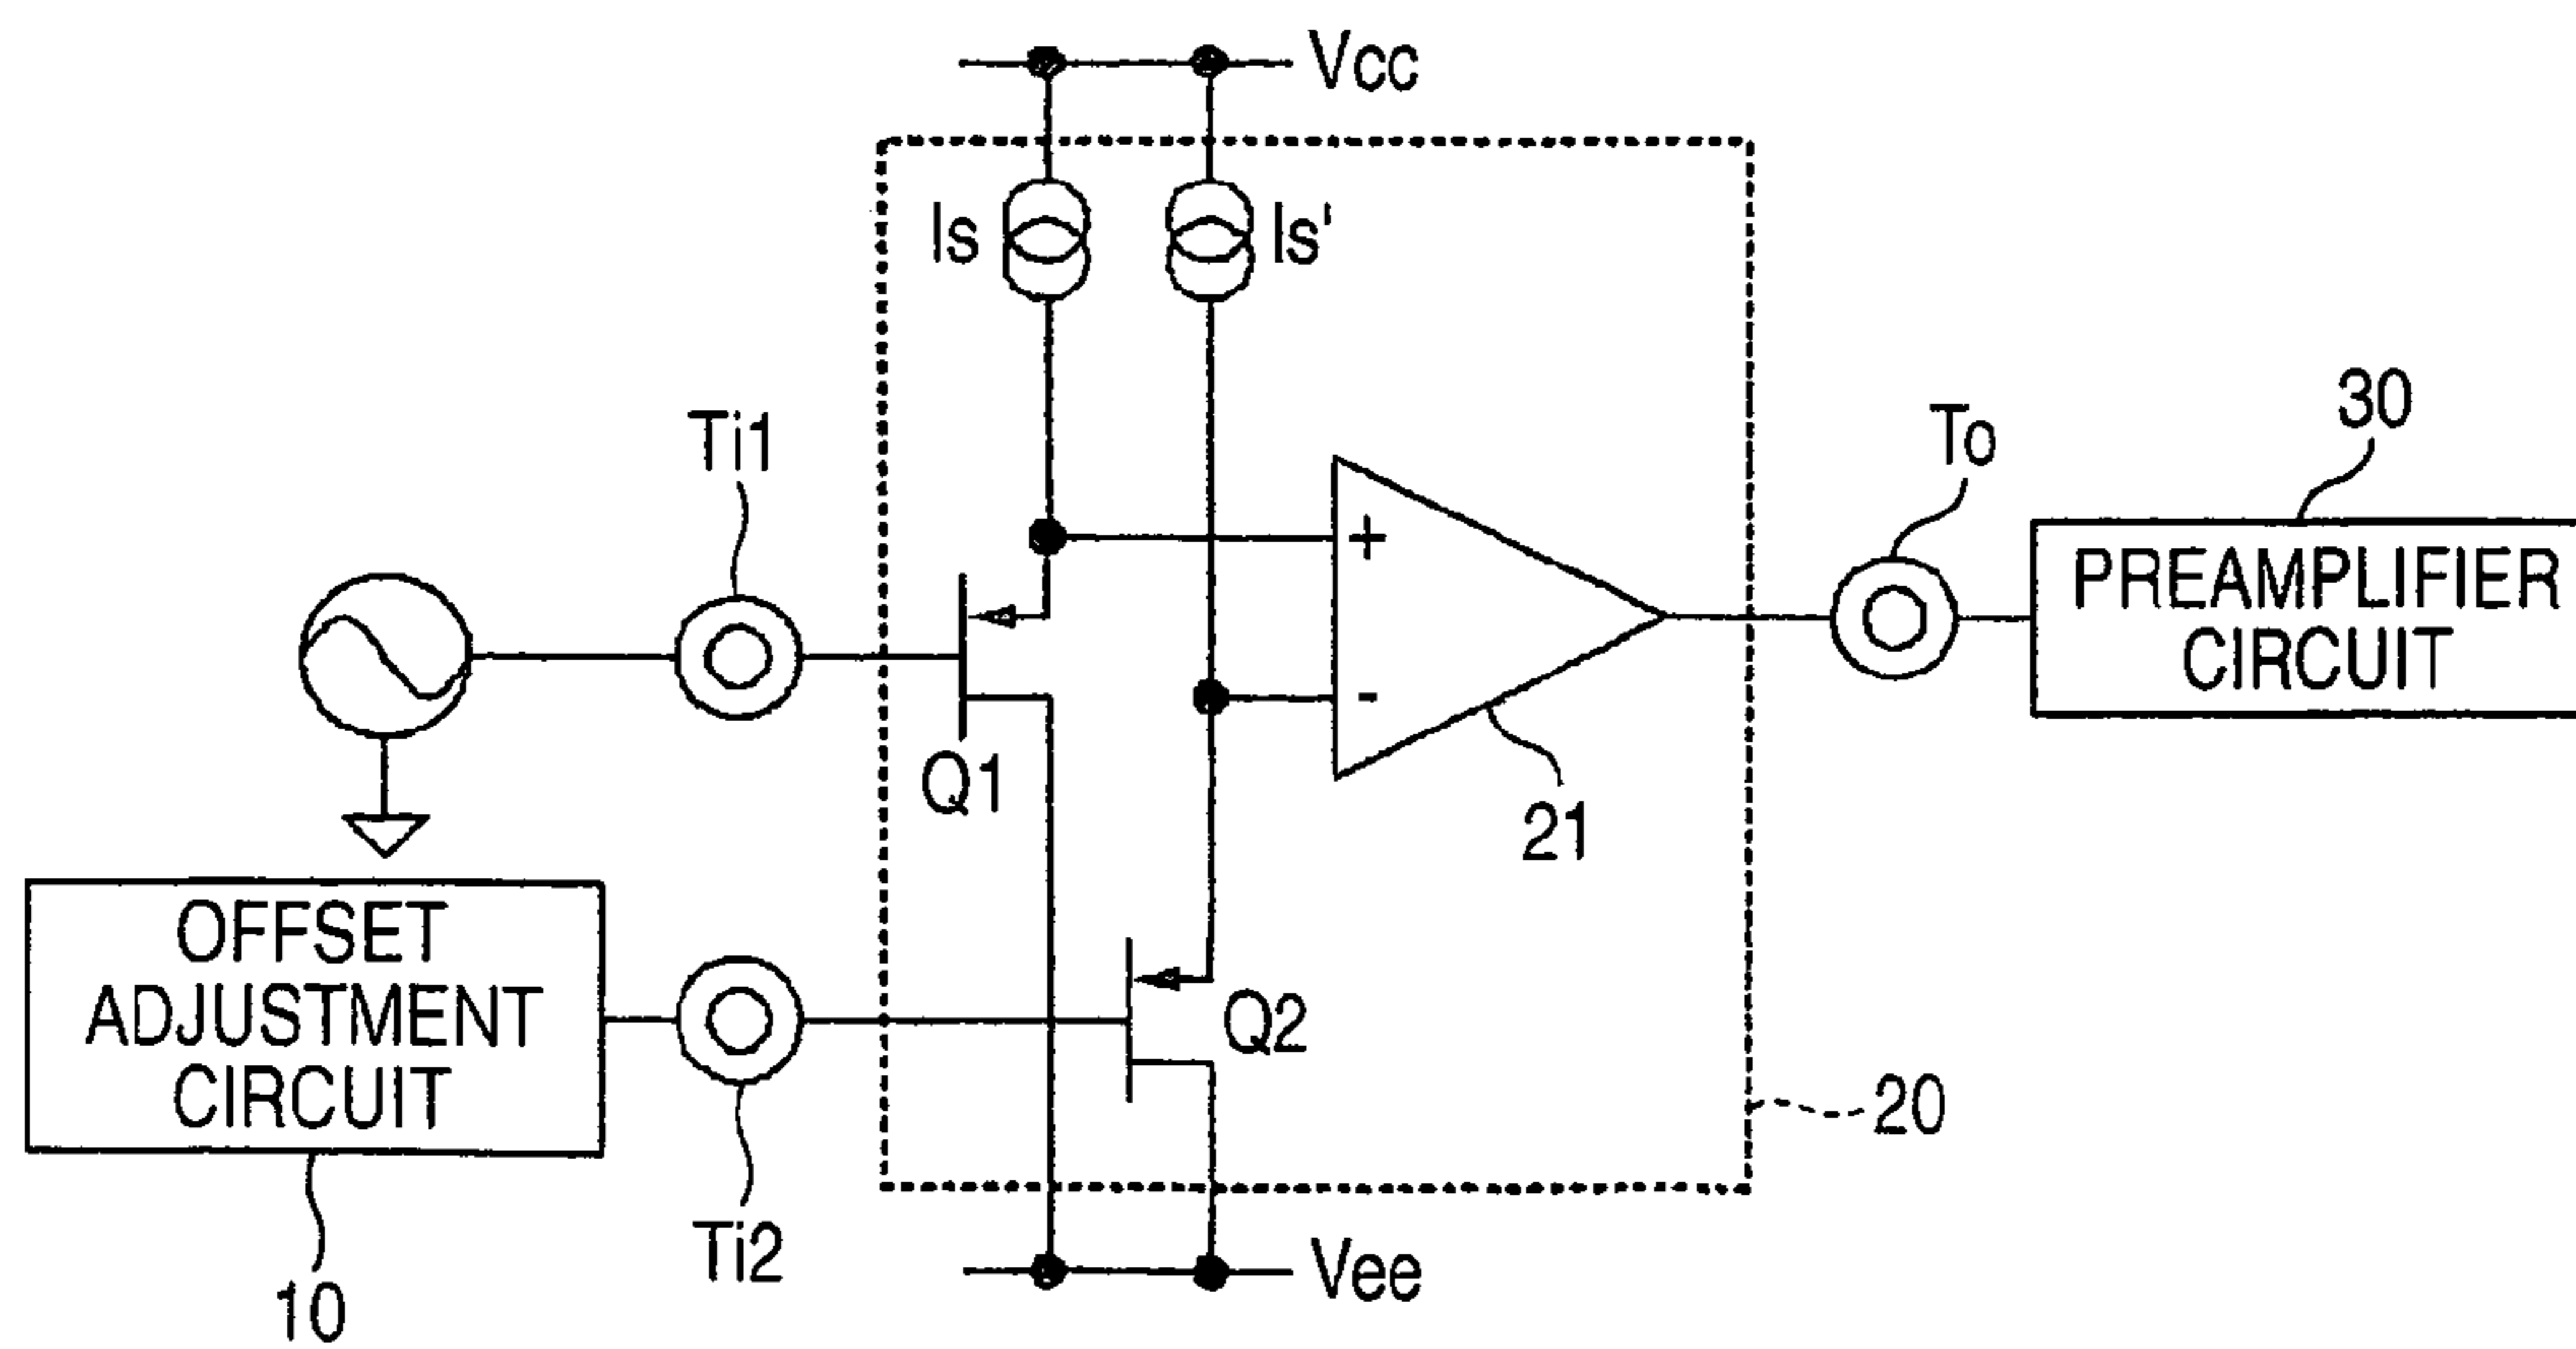 Vcc
Is
Is'
Ti1
To
30
+
PREAMPLIFIER
CIRCUIT
-
Q1
21
OFFSET
ADJUSTMENT
CIRCUIT
Q2
20
Ti2
Vee
10